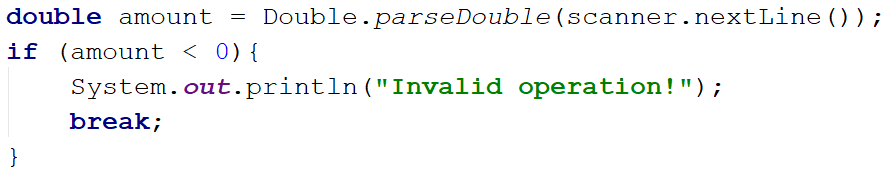 double amount = Double.parseDouble(scanner.nextLine());
if (amount < 0){
    System.out.println("Invalid operation!");
    break;
}